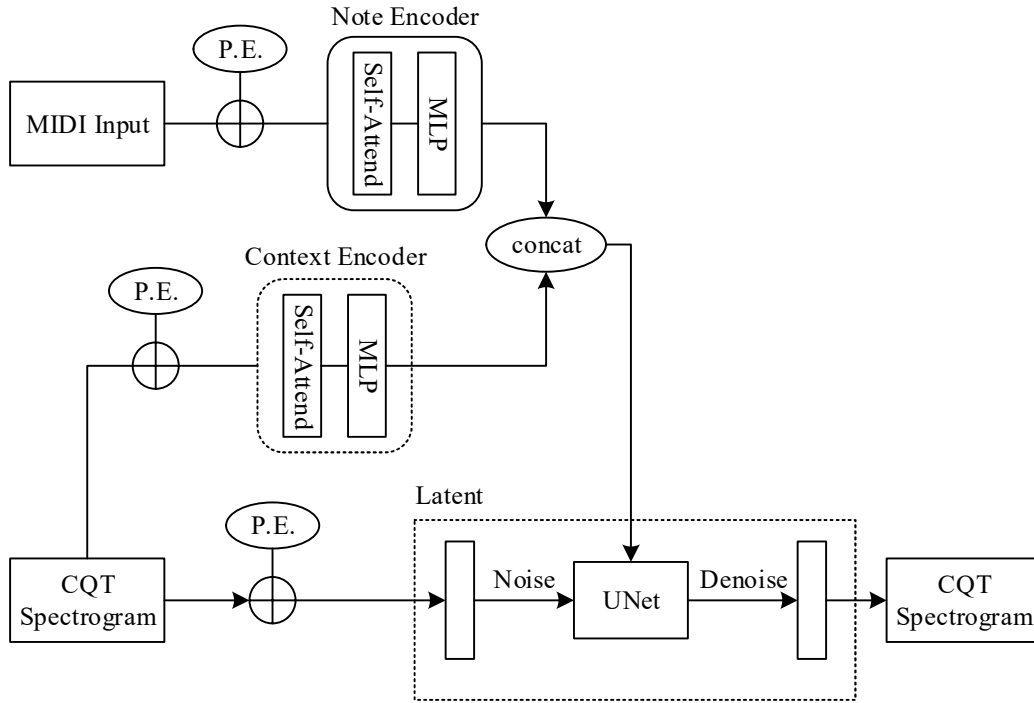 Note Encoder
P.E.
MIDI Input
Self-Attend
MLP
concat
Context Encoder
P.E.
Self-Attend
MLP
Latent
P.E.
CQT
Spectrogram
Noise
UNet
Denoise
CQT
Spectrogram